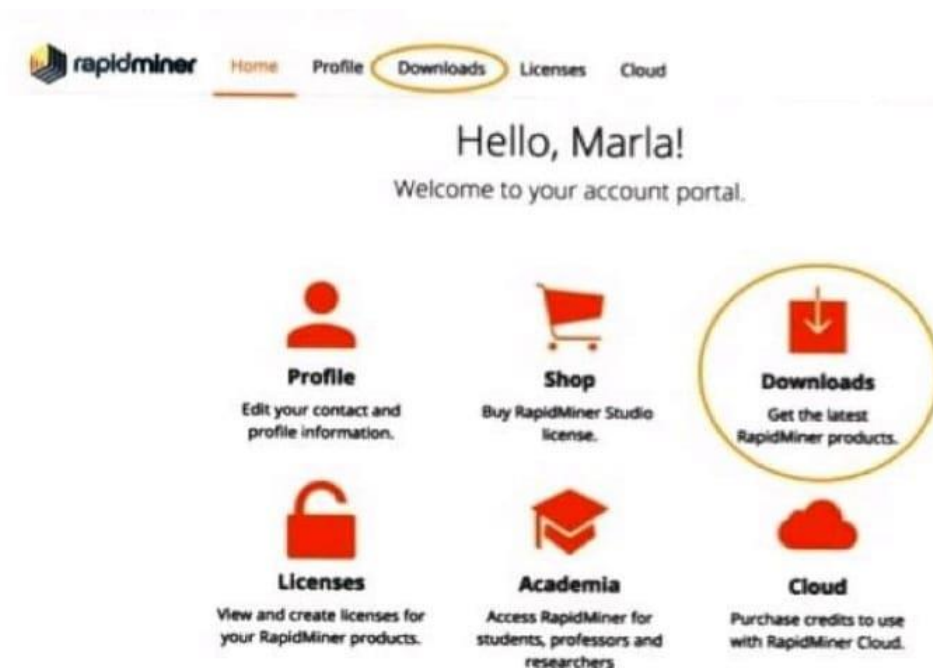 rapidminer Home Profile Downloads Licenses Cloud
Hello, Marla!
Welcome to your account portal.
Profile
Edit your contact and
profile information.
Shop
Buy RapidMiner Studio
license.
Downloads
Get the latest
RapidMiner products.
Licenses
View and create licenses for
your RapidMiner products.
Academia
Access RapidMiner for
students, professors and
researchers
Cloud
Purchase credits to use
with RapidMiner Cloud.